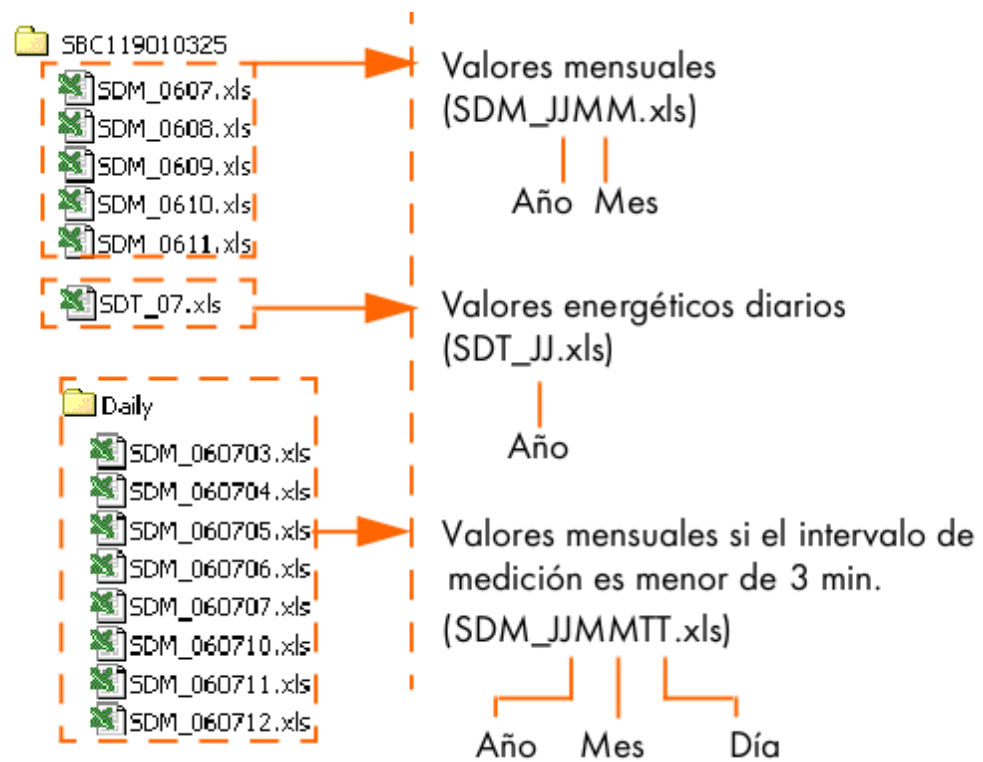 SBC119010325
SDM_0607.xls
SDM_0608.xls
SDM_0609.xls
SDM_0610.xls
SDM_0611.xls
Valores mensuales
(SDM_JJMM.xls)
Año Mes
SDT_07.xls
Valores energéticos diarios
(SDT_JJ.xls)
Año
Daily
SDM_060703.xls
SDM_060704.xls
SDM_060705.xls
SDM_060706.xls
SDM_060707.xls
SDM_060710.xls
SDM_060711.xls
SDM_060712.xls
Valores mensuales si el intervalo de
medición es menor de 3 min.
(SDM_JJMMTT.xls)
Año Mes Día